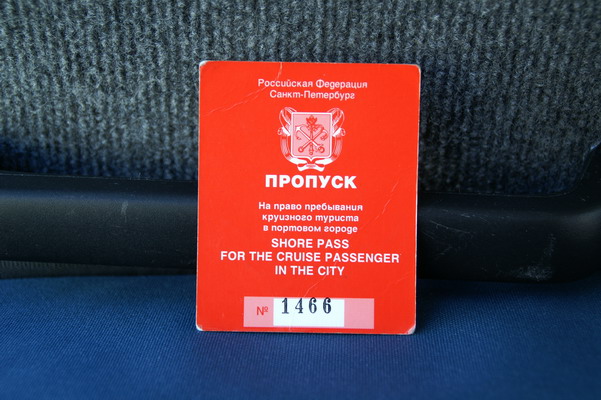 Российская Федерация
Санкт-Петербург
ПРОПУСК
На право пребывания
круизного туриста
в портовом городе
SHORE PASS
FOR THE CRUISE PASSENGER
IN THE CITY
№ 1466